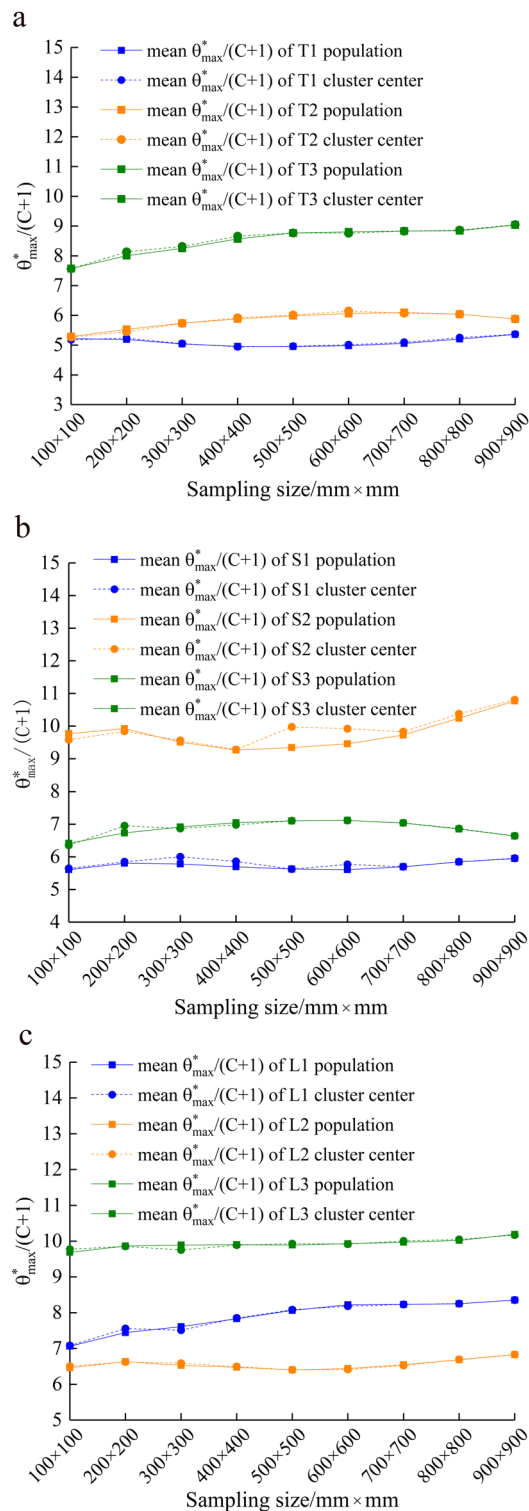 a
mean θ*max/(C+1) of T1 population
mean θ*max/(C+1) of T1 cluster center
mean θ*max/(C+1) of T2 population
mean θ*max/(C+1) of T2 cluster center
mean θ*max/(C+1) of T3 population
mean θ*max/(C+1) of T3 cluster center
15
14
13
12
11
10
9
8
7
6
5
4
3
θ*max/(C+1)
100×100
200×200
300×300
400×400
500×500
600×600
700×700
800×800
900×900
Sampling size/mm×mm
b
mean θ*max/(C+1) of S1 population
mean θ*max/(C+1) of S1 cluster center
mean θ*max/(C+1) of S2 population
mean θ*max/(C+1) of S2 cluster center
mean θ*max/(C+1) of S3 population
mean θ*max/(C+1) of S3 cluster center
15
14
13
12
11
10
9
8
7
6
5
4
θ*max/(C+1)
100×100
200×200
300×300
400×400
500×500
600×600
700×700
800×800
900×900
Sampling size/mm×mm
c
mean θ*max/(C+1) of L1 population
mean θ*max/(C+1) of L1 cluster center
mean θ*max/(C+1) of L2 population
mean θ*max/(C+1) of L2 cluster center
mean θ*max/(C+1) of L3 population
mean θ*max/(C+1) of L3 cluster center
15
14
13
12
11
10
9
8
7
6
5
θ*max/(C+1)
100×100
200×200
300×300
400×400
500×500
600×600
700×700
800×800
900×900
Sampling size/mm×mm